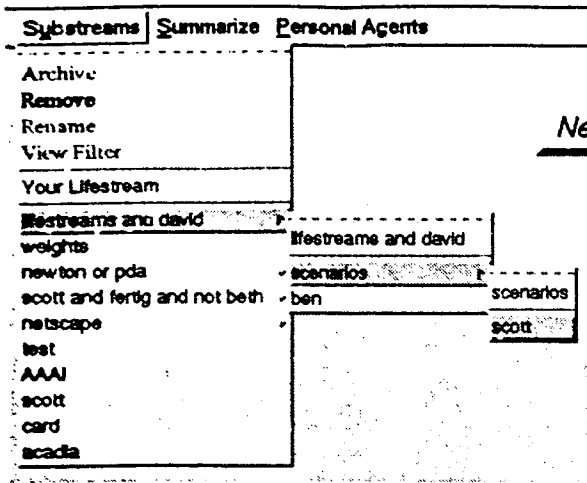 Substreams Summarize Personal Agents
Archive
Remove
Rename
View Filter
Ne
Your Lifestream
lifestreams and david
weights
newton or pda
scott and fertig and not beth
netscape
test
AAAI
scott
card
acadia
lifestreams and david
scenarios
ben
scenarios
scott